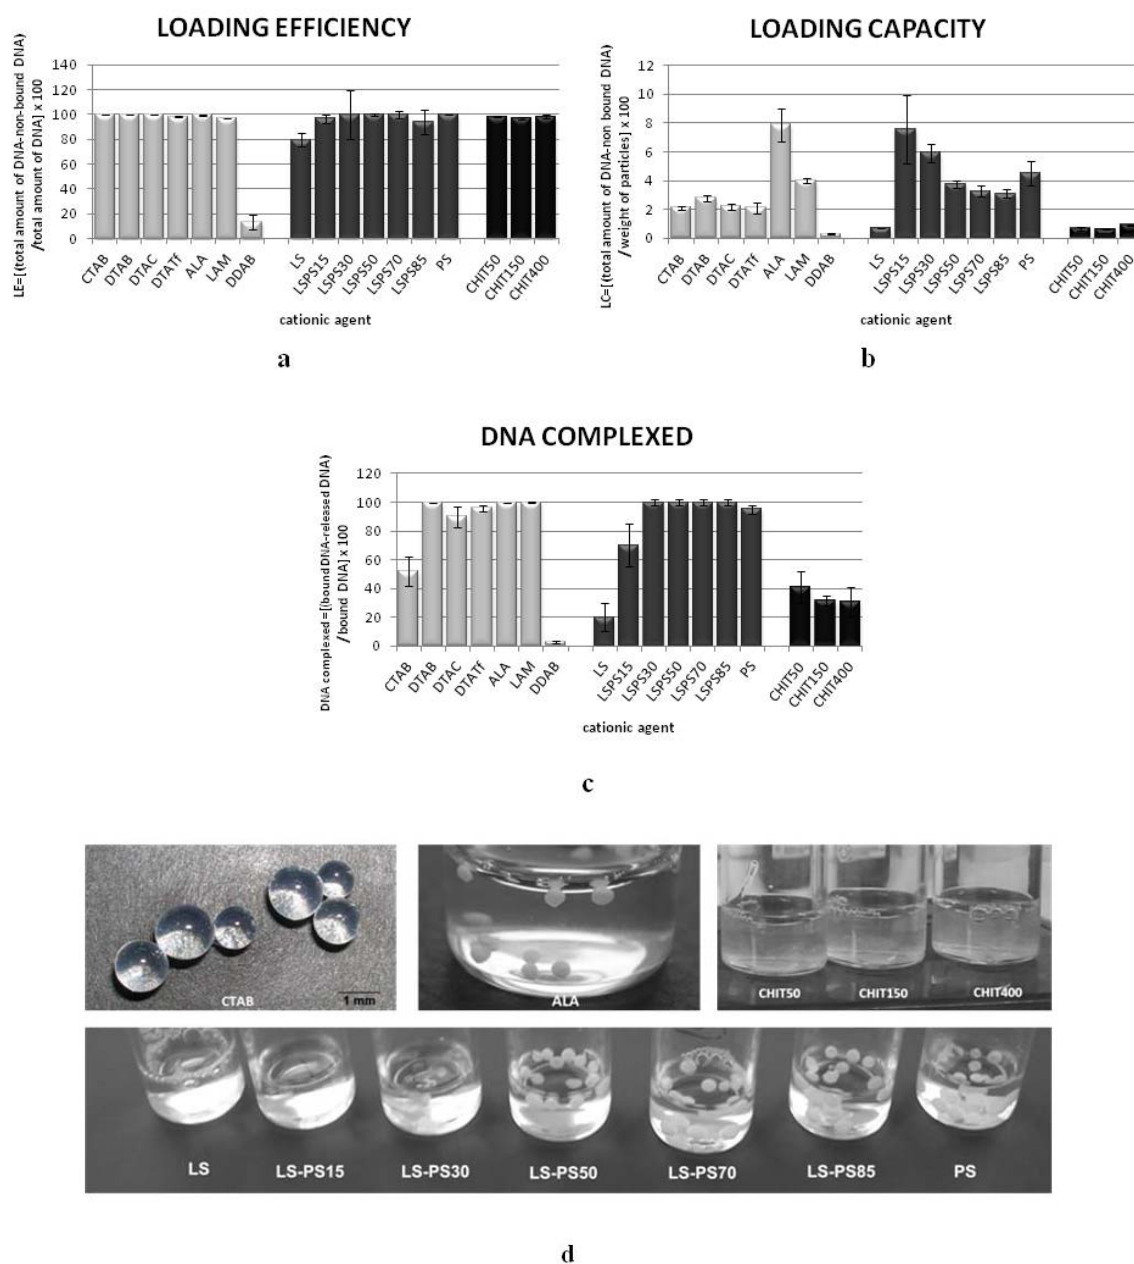 LOADING EFFICIENCY
LE=[(total amount of DNA-non-bound DNA)
/total amount of DNA] x 100
140
120
100
80
60
40
20
0
CTAB
DTAB
DTAC
DTATf
ALA
LAM
DDAB
LS
LSPS15
LSPS30
LSPS50
LSPS70
LSPS85
PS
CHIT50
CHIT150
CHIT400
cationic agent
a
LOADING CAPACITY
LC=[(total amount of DNA-non bound DNA)
/weight of particles] x 100
12
10
8
6
4
2
0
CTAB
DTAB
DTAC
DTATf
ALA
LAM
DDAB
LS
LSPS15
LSPS30
LSPS50
LSPS70
LSPS85
PS
CHIT50
CHIT150
CHIT400
cationic agent
b
DNA COMPLEXED
DNA complexed =[(bound DNA-released DNA)
/bound DNA] x 100
120
100
80
60
40
20
0
CTAB
DTAB
DTAC
DTATf
ALA
LAM
DDAB
LS
LSPS15
LSPS30
LSPS50
LSPS70
LSPS85
PS
CHIT50
CHIT150
CHIT400
cationic agent
c
CTAB
1 mm
ALA
CHIT50
CHIT150
CHIT400
LS
LS-PS15
LS-PS30
LS-PS50
LS-PS70
LS-PS85
PS
d